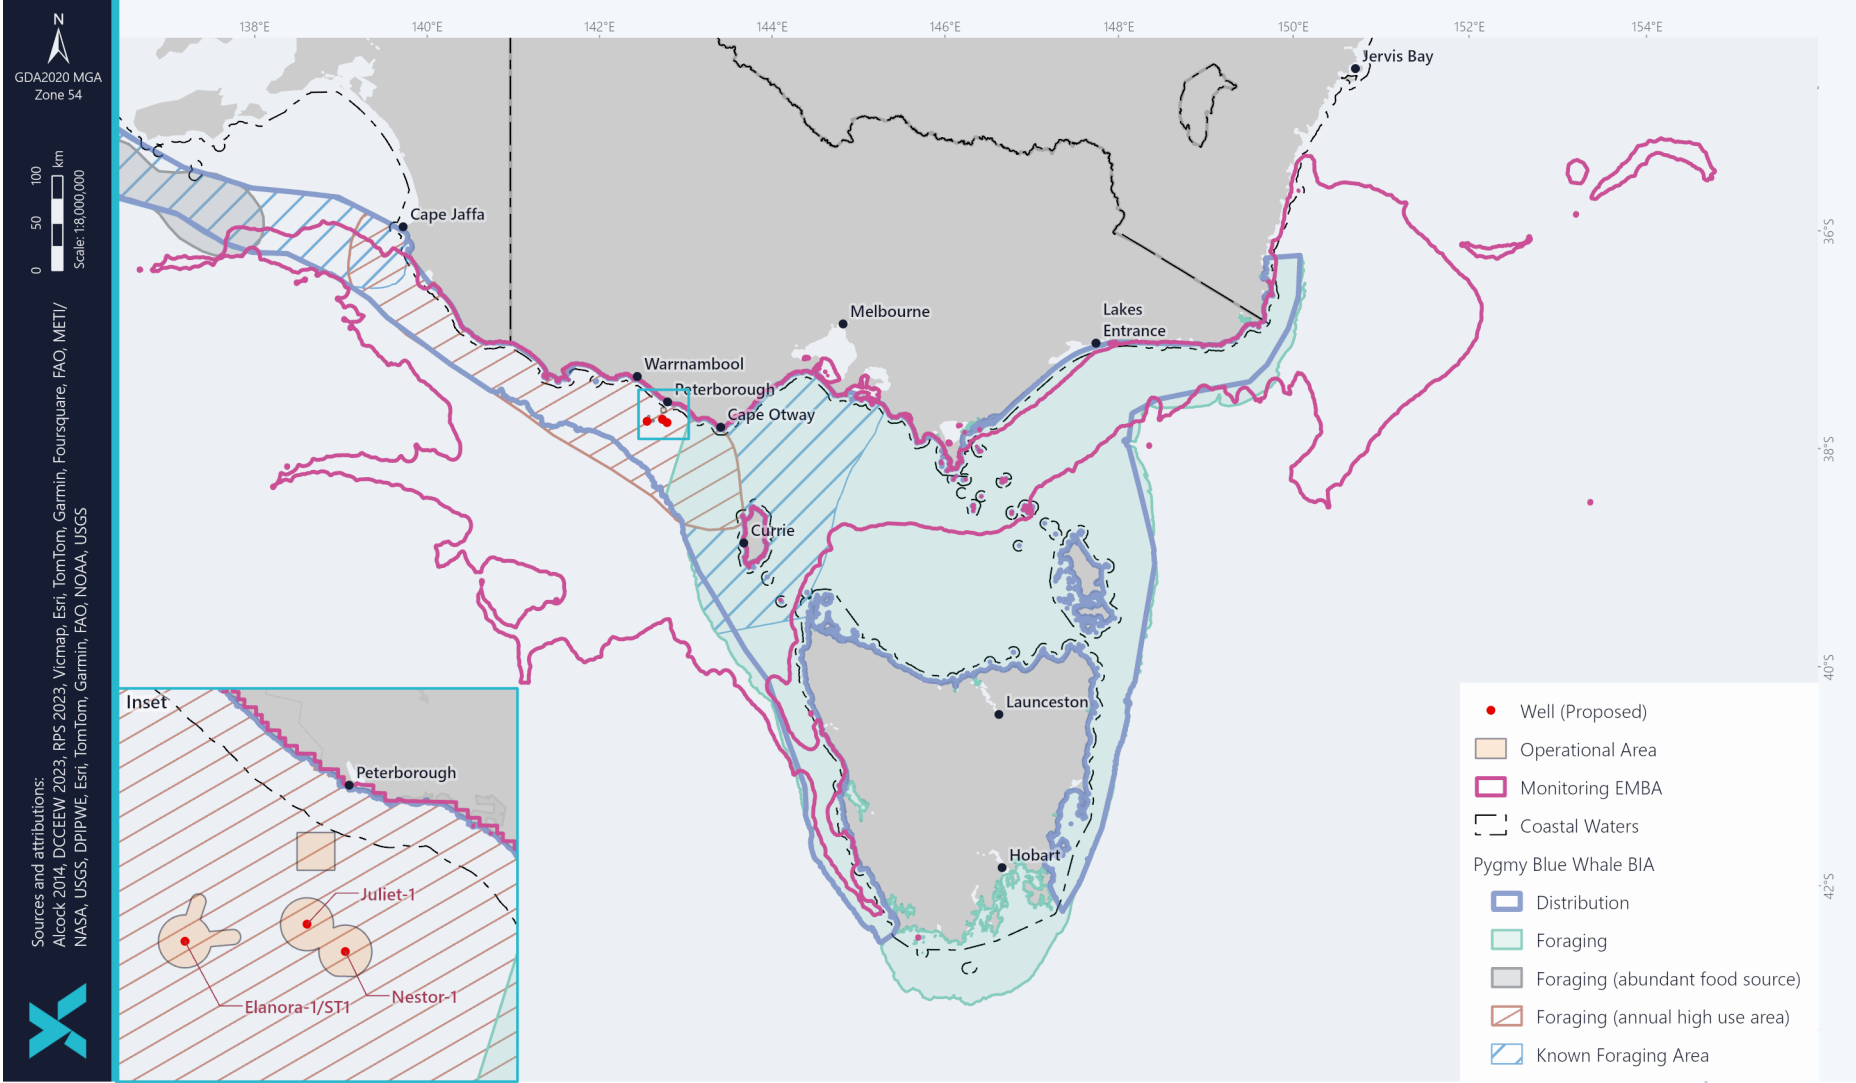 N
GDA2020 MGA
Zone 54
0 50 100 km
Scale: 1:8,000,000
Sources and attributions:
Alcock 2014, DCCEEW 2023, RPS 2023, Vicmap, Esri, TomTom, Garmin, Foursquare, FAO, METI/
NASA, USGS, DPIPWE, Esri, TomTom, Garmin, FAO, NOAA, USGS
138°E 140°E 142°E 144°E 146°E 148°E 150°E 152°E 154°E
Jervis Bay
Cape Jaffa
36°S
Melbourne
Lakes
Entrance
Warrnambool
Peterborough
Cape Otway
38°S
Currie
40°S
Launceston
Hobart
42°S
Inset
Peterborough
Juliet-1
Nestor-1
Elanora-1/ST1
Well (Proposed)
Operational Area
Monitoring EMBA
Coastal Waters
Pygmy Blue Whale BIA
Distribution
Foraging
Foraging (abundant food source)
Foraging (annual high use area)
Known Foraging Area